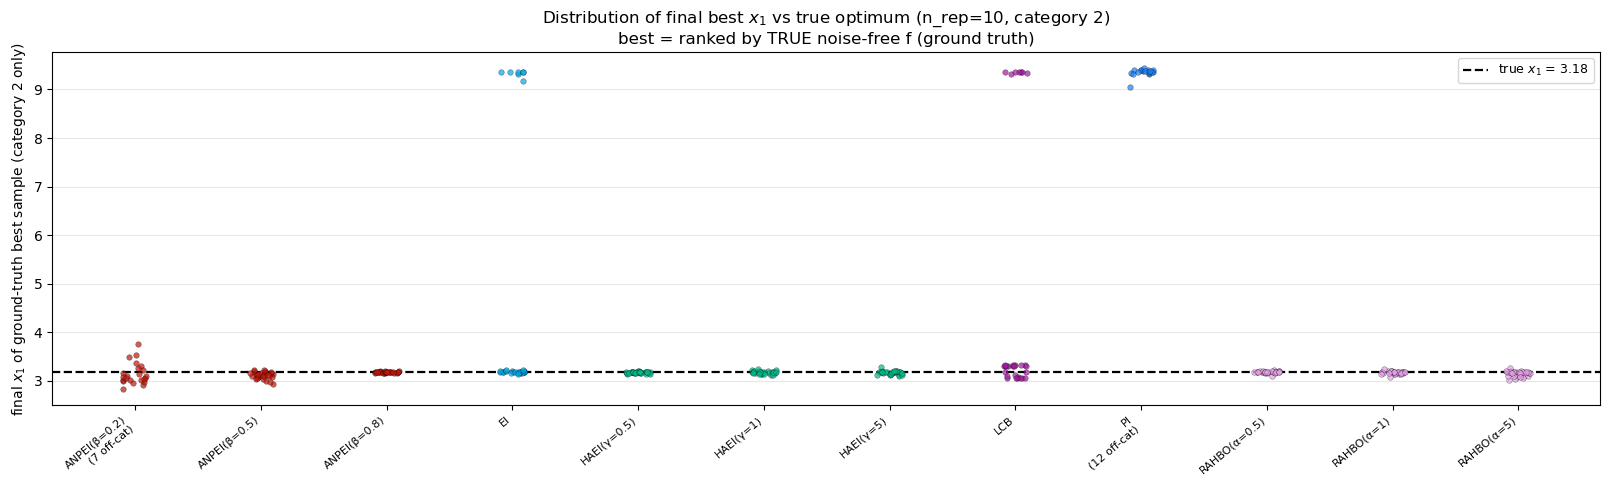 Distribution of final best x₁ vs true optimum (n_rep=10, category 2)
best = ranked by TRUE noise-free f (ground truth)
final x₁ of ground-truth best sample (category 2 only)
9
8
7
6
5
4
3
true x₁ = 3.18
ANPEI(β=0.2)
(7 off-cat)
ANPEI(β=0.5)
ANPEI(β=0.8)
EI
HAEI(γ=0.5)
HAEI(γ=1)
HAEI(γ=5)
LCB
PI
(12 off-cat)
RAHBO(α=0.5)
RAHBO(α=1)
RAHBO(α=5)